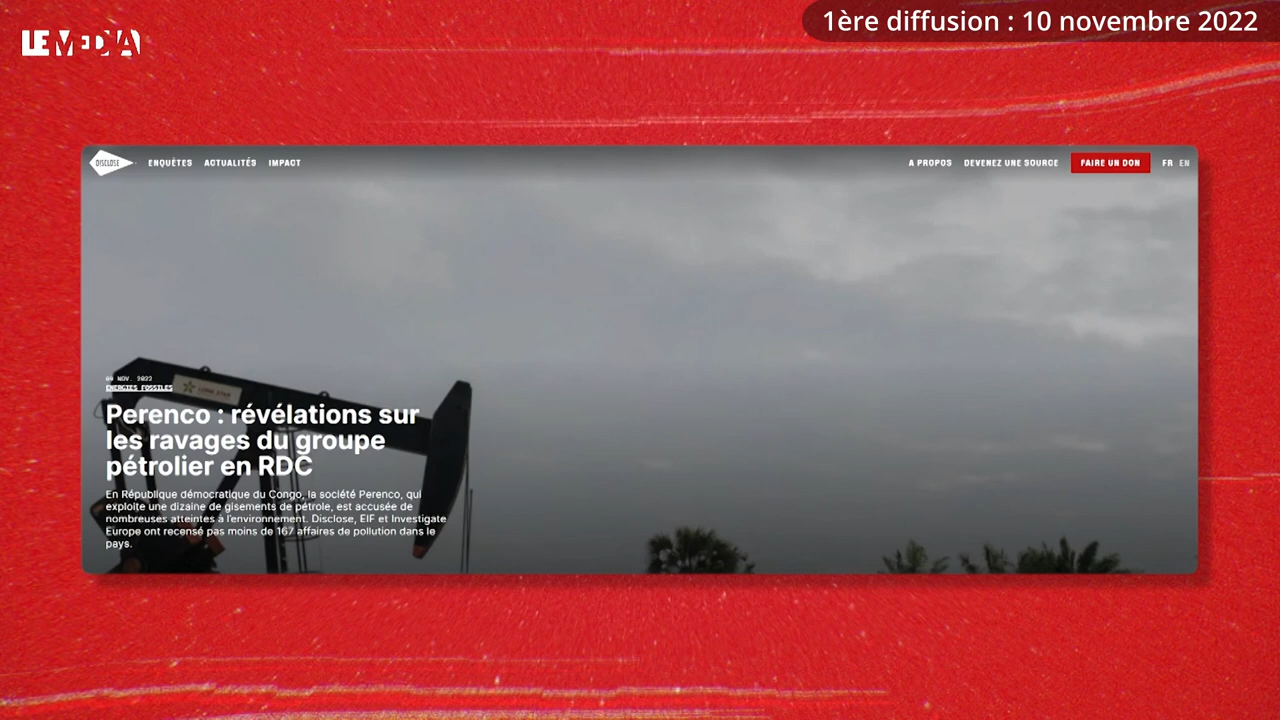 LE MEDIA
1ère diffusion : 10 novembre 2022
DISCLOSE
ENQUÊTES ACTUALITÉS IMPACT
A PROPOS DEVENEZ UNE SOURCE FAIRE UN DON FR EN
09 NOV. 2022
ÉNERGIES FOSSILES
Perenco : révélations sur
les ravages du groupe
pétrolier en RDC
En République démocratique du Congo, la société Perenco, qui
exploite une dizaine de gisements de pétrole, est accusée de
nombreuses atteintes à l'environnement. Disclose, EIF et Investigate
Europe ont recensé pas moins de 167 affaires de pollution dans le
pays.